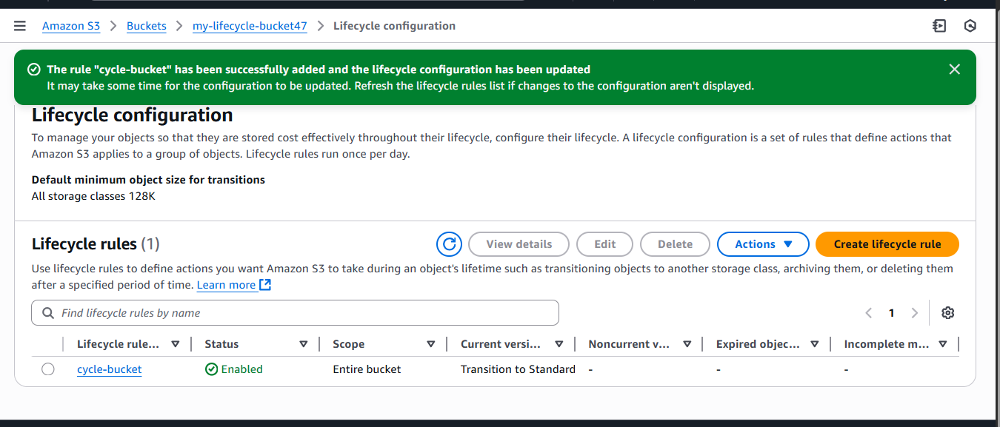 Amazon S3 > Buckets > my-lifecycle-bucket47 > Lifecycle configuration
The rule "cycle-bucket" has been successfully added and the lifecycle configuration has been updated
It may take some time for the configuration to be updated. Refresh the lifecycle rules list if changes to the configuration aren't displayed.
Lifecycle configuration
To manage your objects so that they are stored cost effectively throughout their lifecycle, configure their lifecycle. A lifecycle configuration is a set of rules that define actions that
Amazon S3 applies to a group of objects. Lifecycle rules run once per day.
Default minimum object size for transitions
All storage classes 128K
Lifecycle rules (1) View details Edit Delete Actions Create lifecycle rule
Use lifecycle rules to define actions you want Amazon S3 to take during an object's lifetime such as transitioning objects to another storage class, archiving them, or deleting them
after a specified period of time. Learn more
Find lifecycle rules by name 1
Lifecycle rule... Status Scope Current versi... Noncurrent v... Expired objec... Incomplete m...
cycle-bucket Enabled Entire bucket Transition to Standard - - -